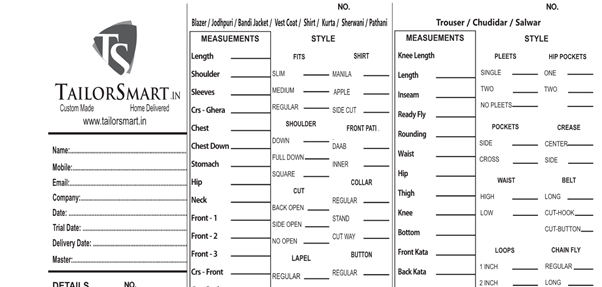 TS
TAILORSMART.IN
Custom Made Home Delivered
www.tailorsmart.in
Name:
Mobile:
Email:
Company:
Date:
Trial Date:
Delivery Date:
Master:
DETAILS
NO.
NO.
Blazer / Jodhpuri / Bandi Jacket / Vest Coat / Shirt / Kurta / Sherwani / Pathani
MEASUEMENTS
Length
Shoulder
Sleeves
Crs - Ghera
Chest
Chest Down
Stomach
Hip
Neck
Front - 1
Front - 2
Front - 3
Crs - Front
STYLE
FITS SHIRT
SLIM MANILA
MEDIUM APPLE
REGULAR SIDE CUT
SHOULDER FRONT PATI .
DOWN DAAB
FULL DOWN INNER
SQUARE
CUT COLLAR
BACK OPEN REGULAR
SIDE OPEN STAND
NO OPEN CUT WAY
LAPEL BUTTON
REGULAR REGULAR
NO.
Trouser / Chudidar / Salwar
MEASUEMENTS
Knee Length
Length
Inseam
Ready Fly
Rounding
Waist
Hip
Thigh
Knee
Bottom
Front Kata
Back Kata
STYLE
PLEETS HIP POCKETS
SINGLE ONE
TWO TWO
NO PLEETS
POCKETS CREASE
SIDE CENTER
CROSS SIDE
WAIST BELT
HIGH LONG
LOW CUT-HOOK
CUT-BUTTON
LOOPS CHAIN FLY
1 INCH REGULAR
2 INCH LONG